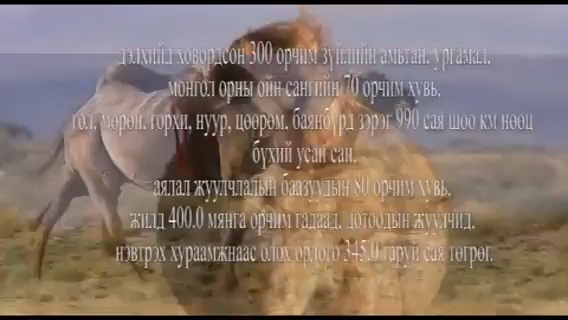 дэлхийд ховордсон 300 орчим зүйлийн амьтан, ургамал,
монгол орны ойн сангийн 70 орчим хувь,
гол, мөрөн, горхи, нуур, цөөрөм, баянбүрд зэрэг 990 сая шоо км нөөц
бүхий усан сан,
аялал жуулчлалын баазуудын 80 орчим хувь,
жилд 400.0 мянга орчим гадаад, дотоодын жуулчид,
нэвтрэх хураамжнаас олох орлого 345.0 гаруй сая төгрөг.